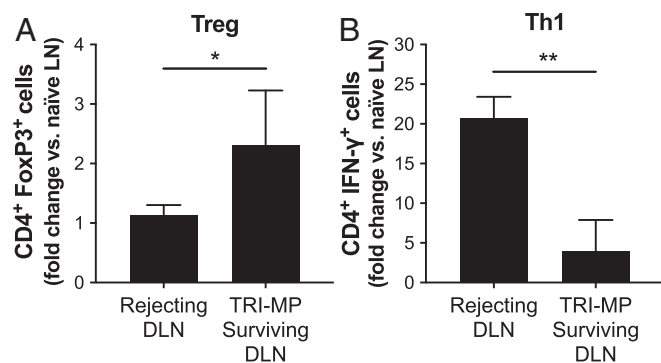 A
Treg
CD4⁺ FoxP3⁺ cells
(fold change vs. naïve LN)
4
3
2
1
0
*
Rejecting
DLN
TRI-MP
Surviving
DLN
B
Th1
CD4⁺ IFN-γ⁺ cells
(fold change vs. naïve LN)
30
25
20
15
10
5
0
**
Rejecting
DLN
TRI-MP
Surviving
DLN